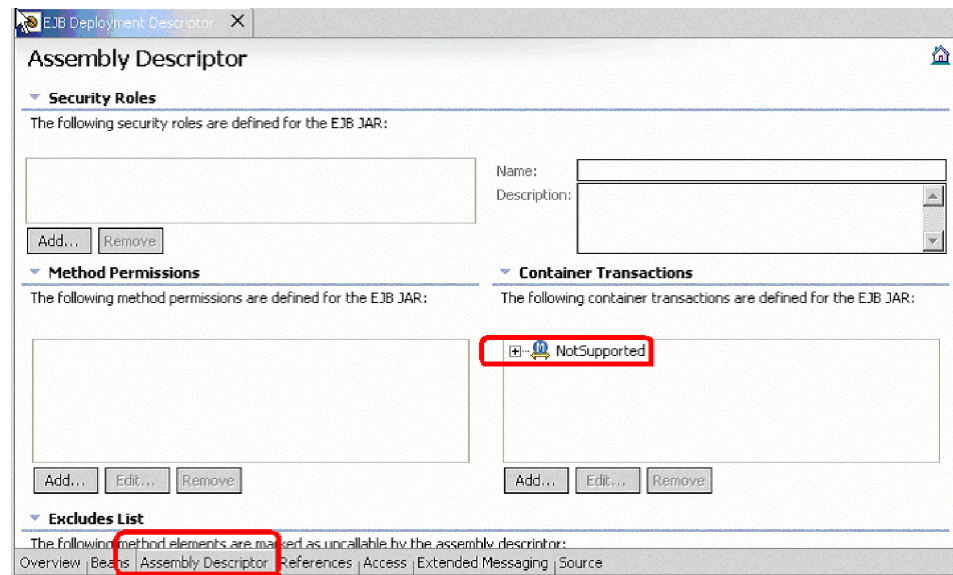 EJB Deployment Descriptor
Assembly Descriptor
Security Roles
The following security roles are defined for the EJB JAR:
Name:
Description:
Add... Remove
Method Permissions
The following method permissions are defined for the EJB JAR:
Add... Edit... Remove
Container Transactions
The following container transactions are defined for the EJB JAR:
NotSupported
Add... Edit... Remove
Excludes List
The following method elements are marked as uncallable by the assembly descriptor:
Overview Beans Assembly Descriptor References Access Extended Messaging Source